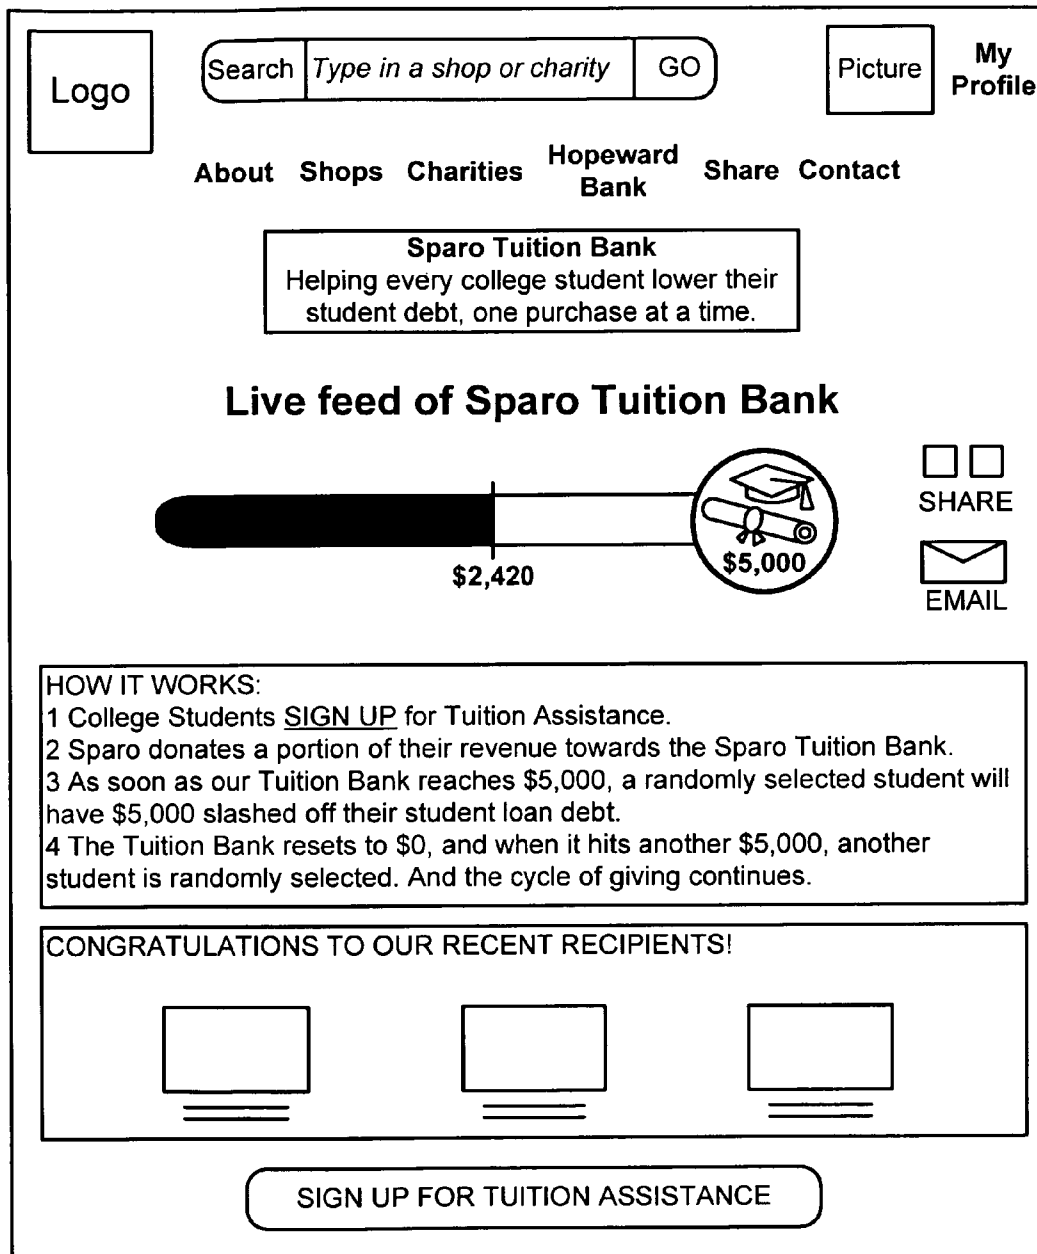 Logo
Search Type in a shop or charity GO
Picture
My
Profile
About Shops Charities Hopeward
Bank Share Contact
Sparo Tuition Bank
Helping every college student lower their
student debt, one purchase at a time.
Live feed of Sparo Tuition Bank
$2,420
$5,000
SHARE
EMAIL
HOW IT WORKS:
1 College Students SIGN UP for Tuition Assistance.
2 Sparo donates a portion of their revenue towards the Sparo Tuition Bank.
3 As soon as our Tuition Bank reaches $5,000, a randomly selected student will
have $5,000 slashed off their student loan debt.
4 The Tuition Bank resets to $0, and when it hits another $5,000, another
student is randomly selected. And the cycle of giving continues.
CONGRATULATIONS TO OUR RECENT RECIPIENTS!
SIGN UP FOR TUITION ASSISTANCE